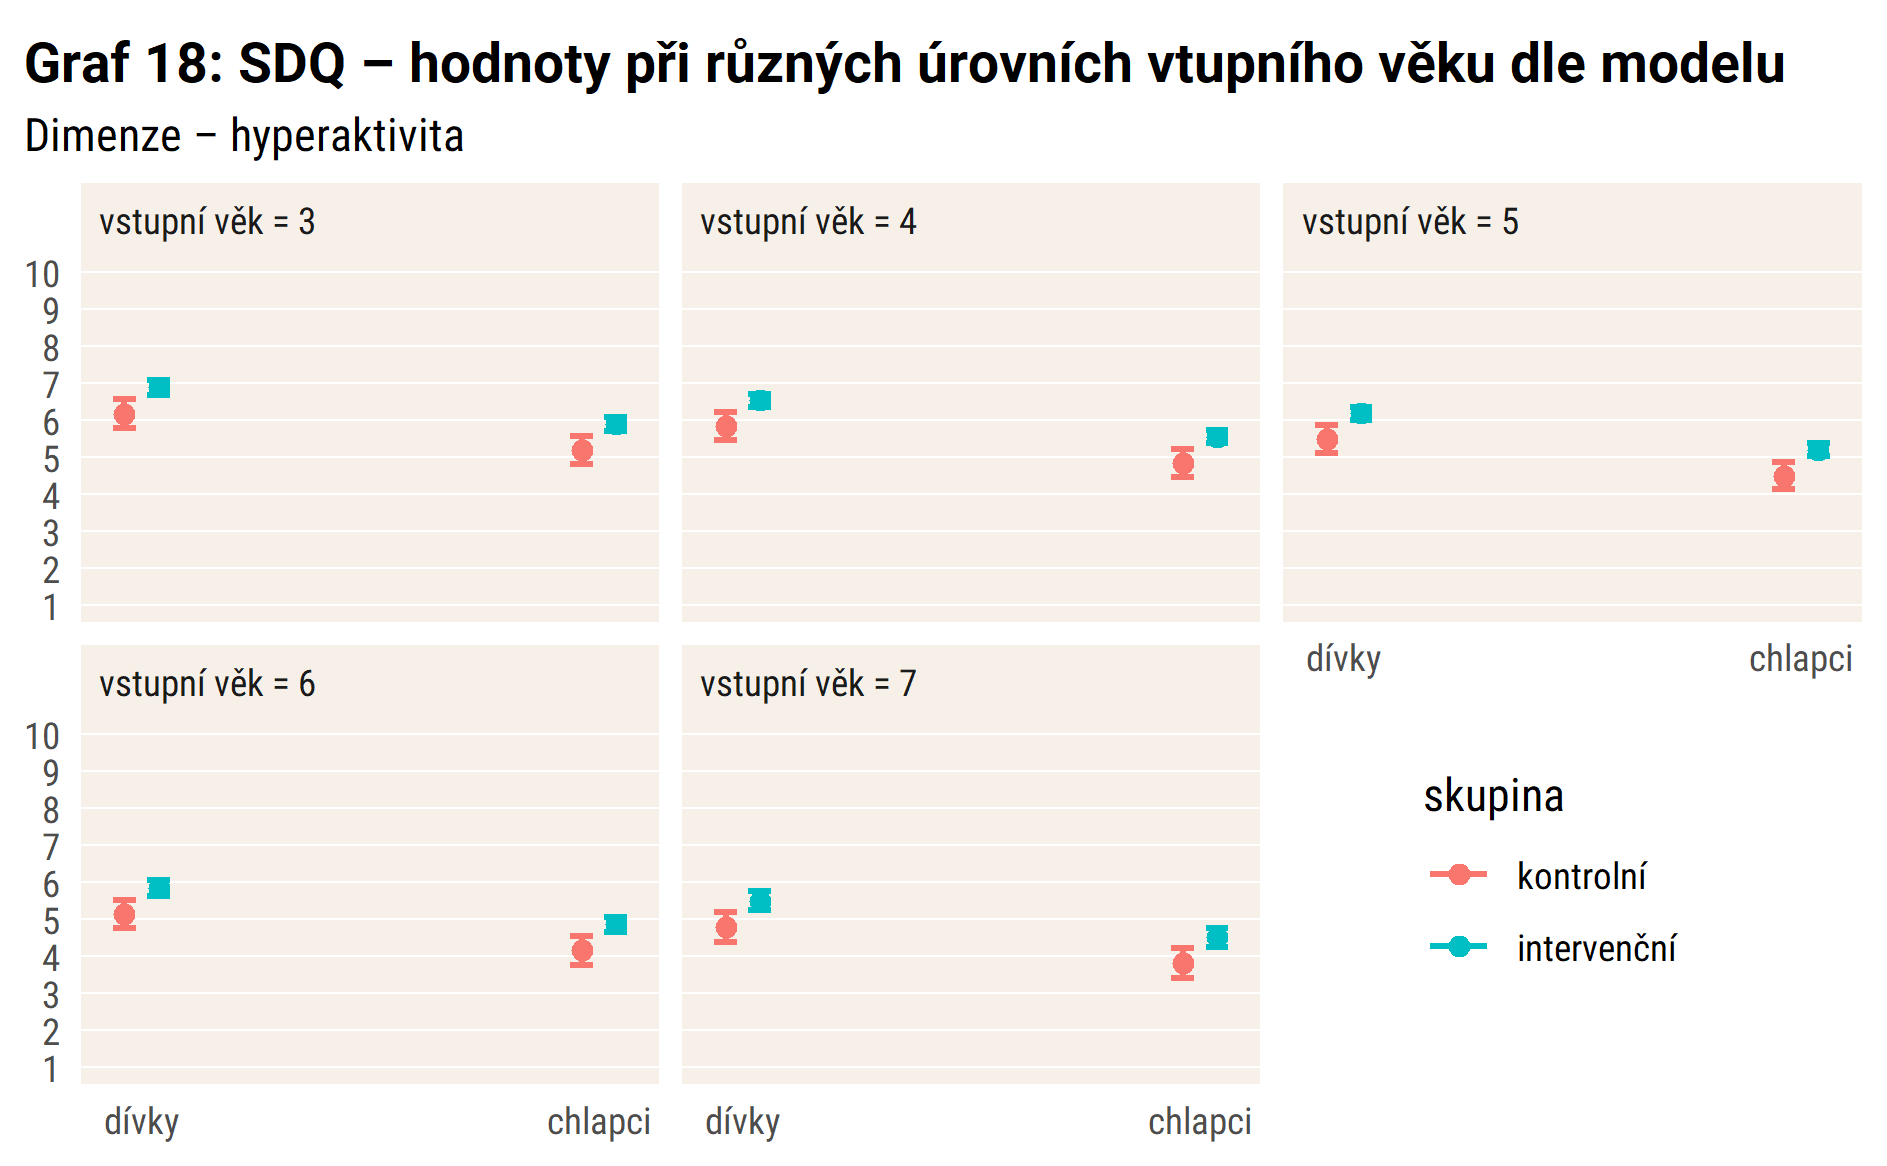 Graf 18: SDQ – hodnoty při různých úrovních vtupního věku dle modelu
Dimenze – hyperaktivita
vstupní věk = 3
vstupní věk = 4
vstupní věk = 5
10
9
8
7
6
5
4
3
2
1
dívky
chlapci
vstupní věk = 6
vstupní věk = 7
10
9
8
7
6
5
4
3
2
1
dívky
chlapci
dívky
chlapci
skupina
kontrolní
intervenční